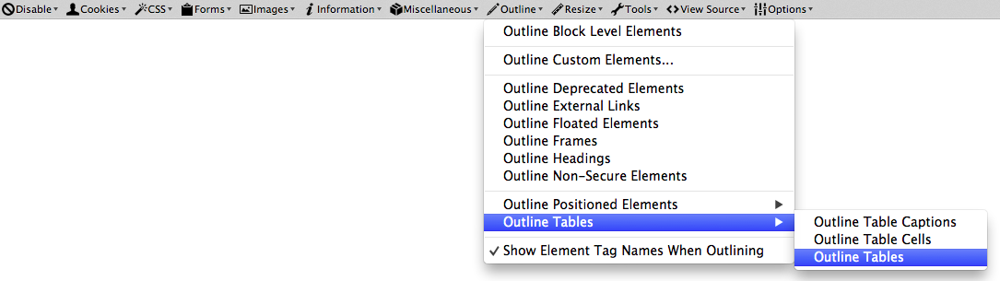 Disable Cookies CSS Forms Images Information Miscellaneous Outline Resize Tools View Source Options
Outline Block Level Elements
Outline Custom Elements...
Outline Deprecated Elements
Outline External Links
Outline Floated Elements
Outline Frames
Outline Headings
Outline Non-Secure Elements
Outline Positioned Elements
Outline Tables
Show Element Tag Names When Outlining
Outline Table Captions
Outline Table Cells
Outline Tables